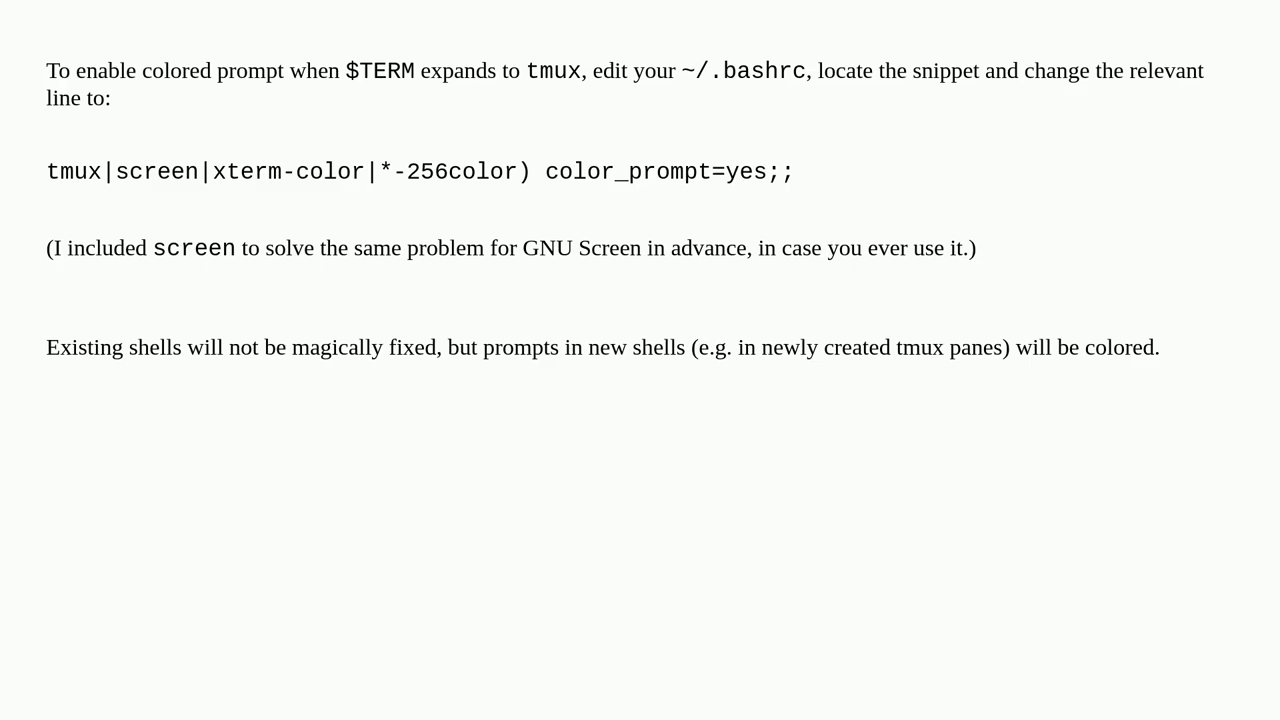 To enable colored prompt when $TERM expands to tmux, edit your ~/.bashrc, locate the snippet and change the relevant
line to:
tmux|screen|xterm-color|*-256color) color_prompt=yes;;
(I included screen to solve the same problem for GNU Screen in advance, in case you ever use it.)
Existing shells will not be magically fixed, but prompts in new shells (e.g. in newly created tmux panes) will be colored.